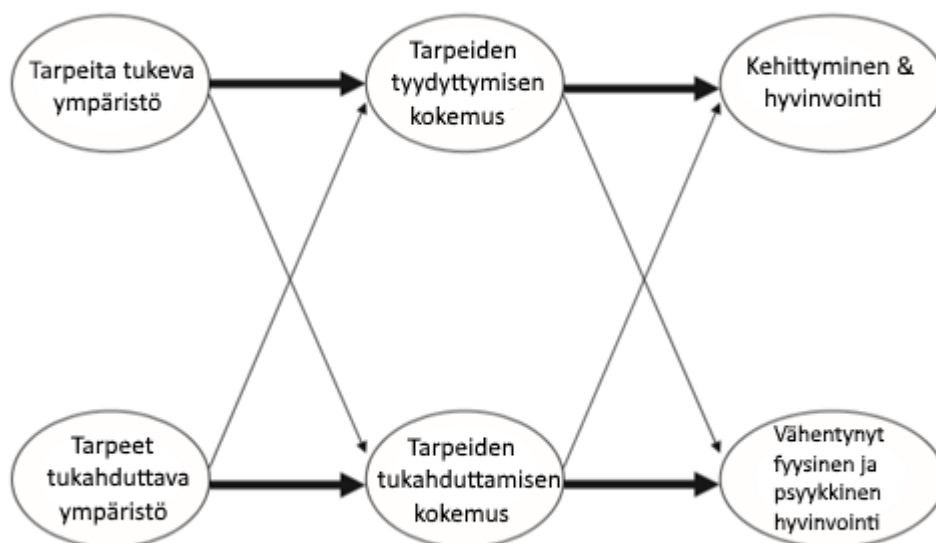 Tarpeita tukeva
ympäristö
Tarpeiden
tyydyttymisen
kokemus
Kehittyminen &
hyvinvointi
Tarpeet
tukahduttava
ympäristö
Tarpeiden
tukahduttamisen
kokemus
Vähentynyt
fyysinen ja
psyykkinen
hyvinvointi